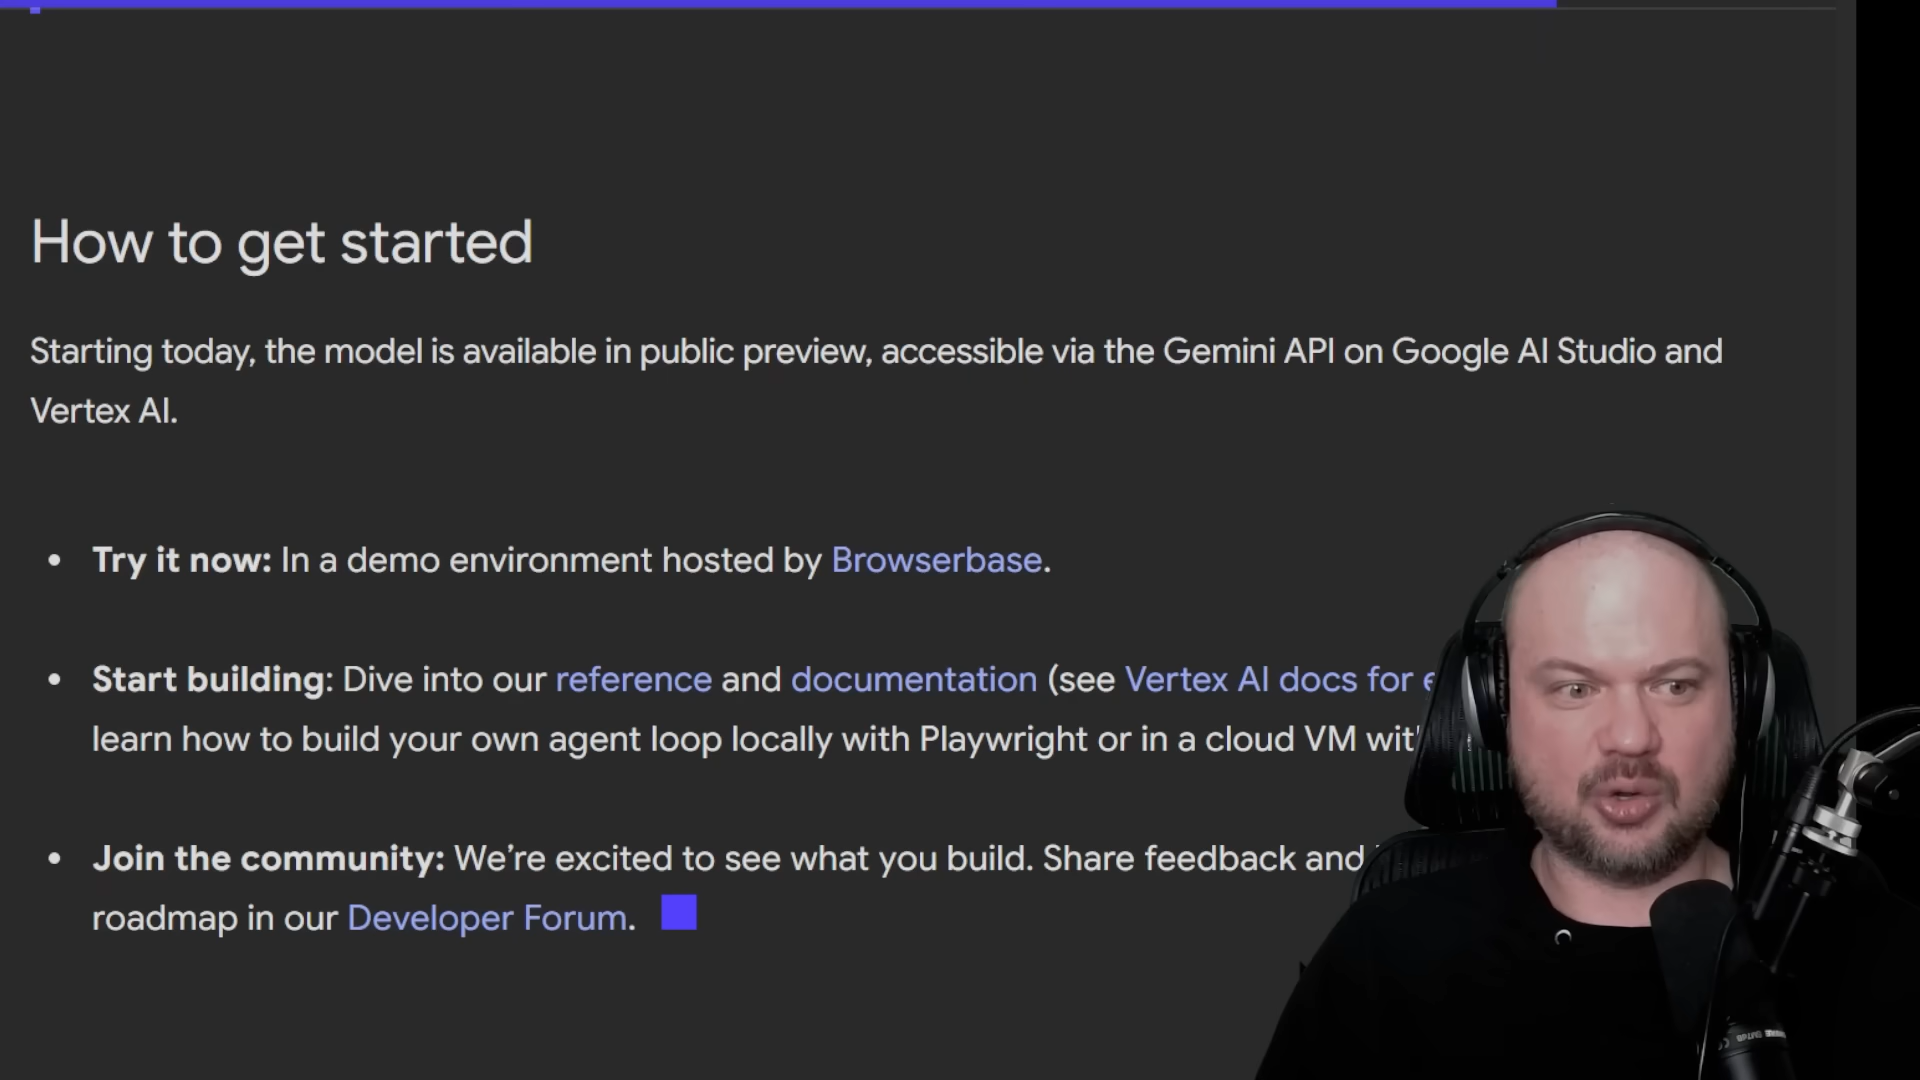 How to get started
Starting today, the model is available in public preview, accessible via the Gemini API on Google AI Studio and
Vertex AI.
• Try it now: In a demo environment hosted by Browserbase.
• Start building: Dive into our reference and documentation (see Vertex AI docs for
learn how to build your own agent loop locally with Playwright or in a cloud VM
• Join the community: We’re excited to see what you build. Share feedback and
roadmap in our Developer Forum.